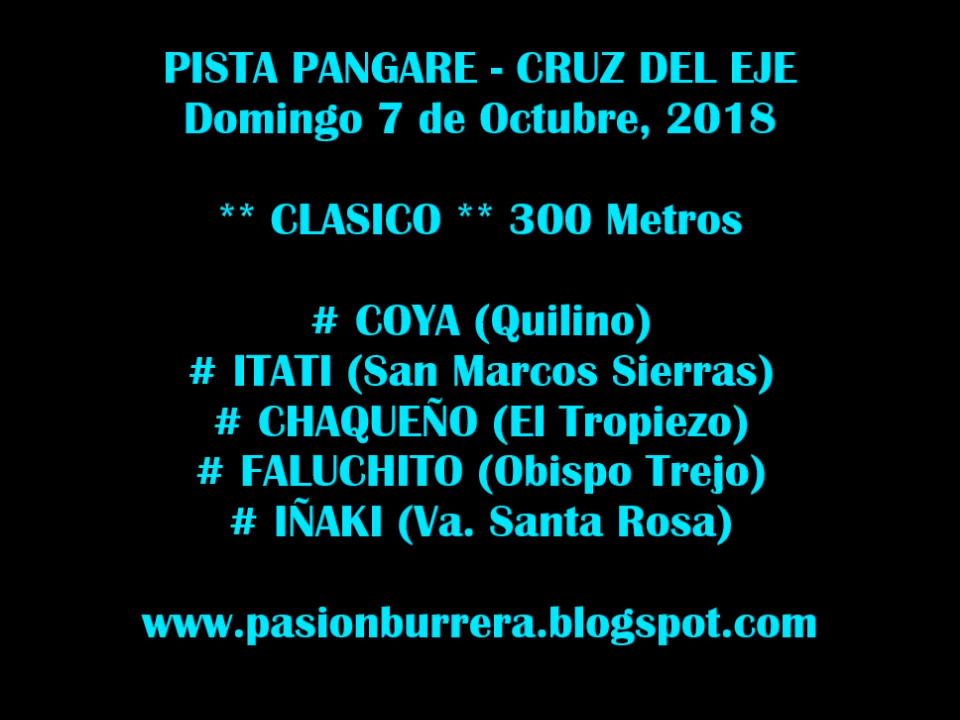 PISTA PANGARE - CRUZ DEL EJE
Domingo 7 de Octubre, 2018
** CLASICO ** 300 Metros
# COYA (Quilino)
# ITATI (San Marcos Sierras)
# CHAQUEÑO (El Tropiezo)
# FALUCHITO (Obispo Trejo)
# IÑAKI (Va. Santa Rosa)
www.pasionburrera.blogspot.com